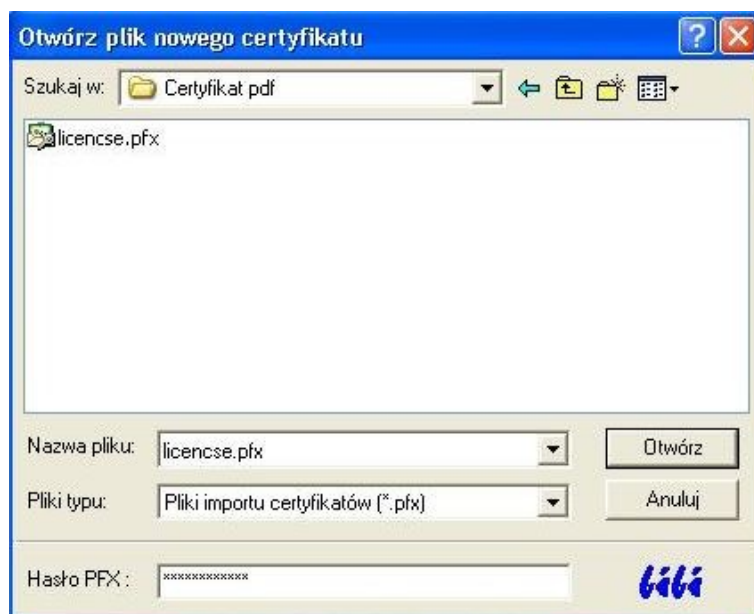 Otwórz plik nowego certyfikatu
Szukaj w: Certyfikat pdf
licencse.pfx
Nazwa pliku: licencse.pfx Otwórz
Pliki typu: Pliki importu certyfikatów (*.pfx) Anuluj
Hasło PFX : ************ bábá